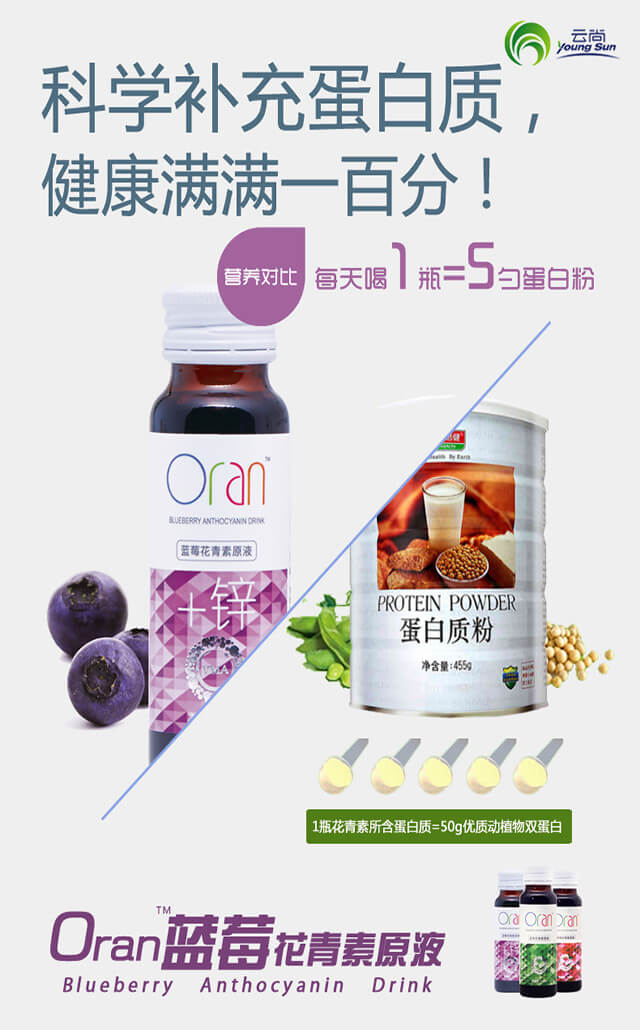 云尚
Young Sun
科学补充蛋白质，
健康满满一百分！
营养对比
每天喝1瓶=5勺蛋白粉
Oran™
BLUEBERRY ANTHOCYANIN DRINK
蓝莓花青素原液
+锌
Health By Earth
PROTEIN POWDER
蛋白质粉
净含量:455g
1瓶花青素所含蛋白质=50g优质动植物双蛋白
Oran™蓝莓花青素原液
Blueberry Anthocyanin Drink
Oran
Oran
Oran